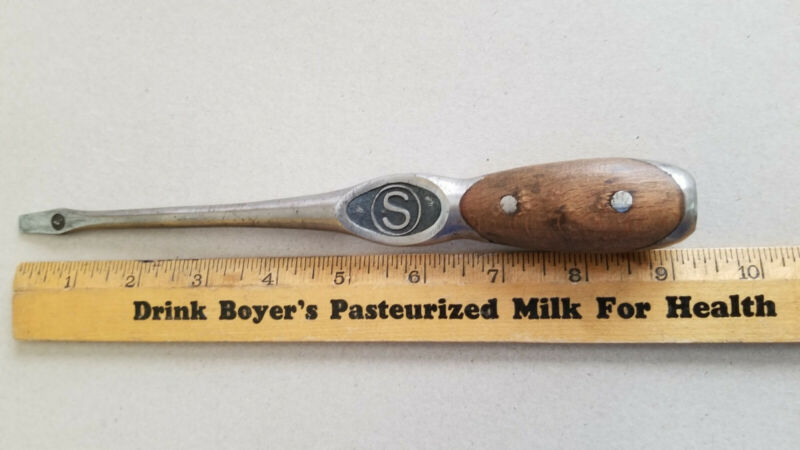 S
1 2 3 4 5 6 7 8 9 10
Drink Boyer's Pasteurized Milk For Health